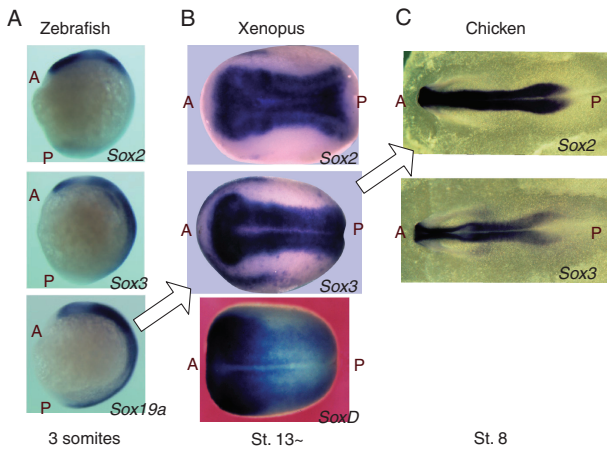 A
Zebrafish
A
P
Sox2
A
P
Sox3
A
P
Sox19a
3 somites
B
Xenopus
A
P
Sox2
A
P
Sox3
A
P
SoxD
St. 13~
C
Chicken
A
P
Sox2
A
P
Sox3
St. 8